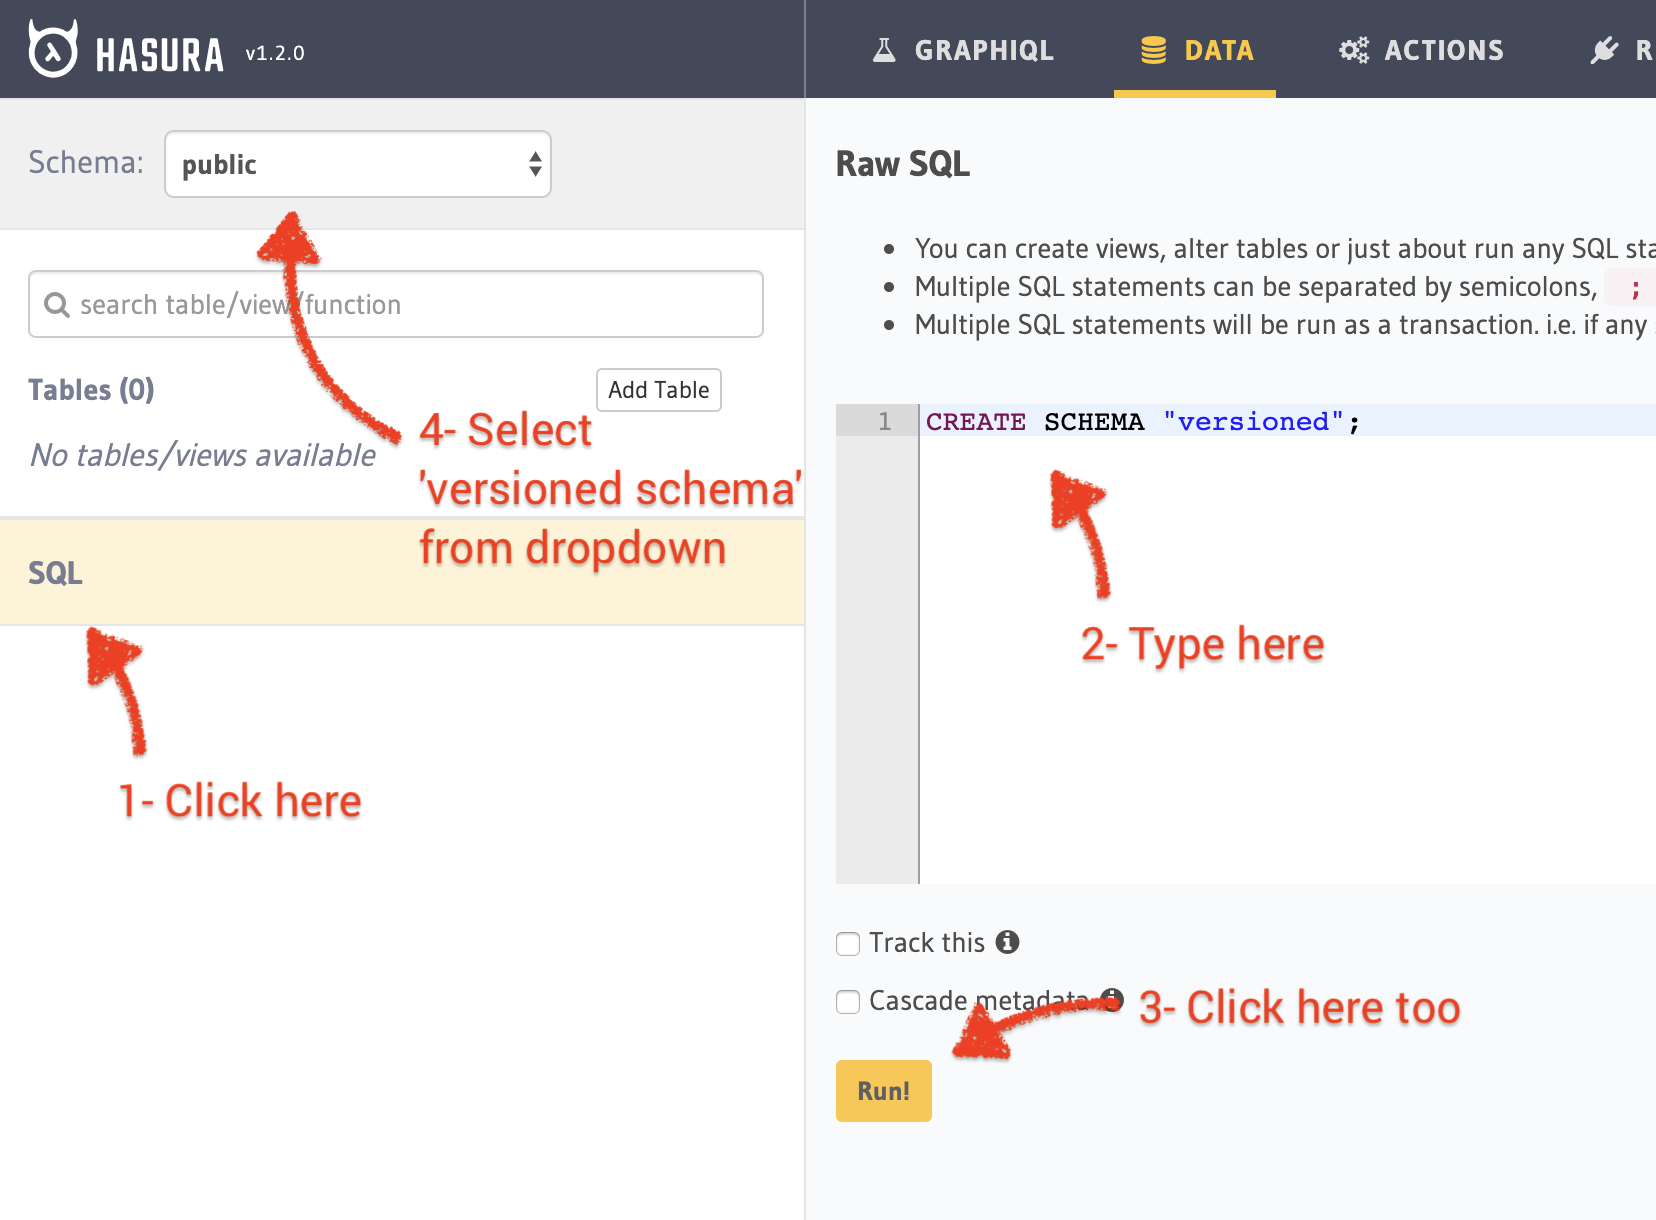 HASURA v1.2.0
GRAPHIQL
DATA
ACTIONS
R
Schema:
public
search table/view/function
Tables (0)
Add Table
No tables/views available
4- Select
'versioned schema'
from dropdown
SQL
1- Click here
Raw SQL
• You can create views, alter tables or just about run any SQL sta
• Multiple SQL statements can be separated by semicolons, ;
• Multiple SQL statements will be run as a transaction. i.e. if any
1 CREATE SCHEMA "versioned";
2- Type here
Track this
Cascade metadata
3- Click here too
Run!